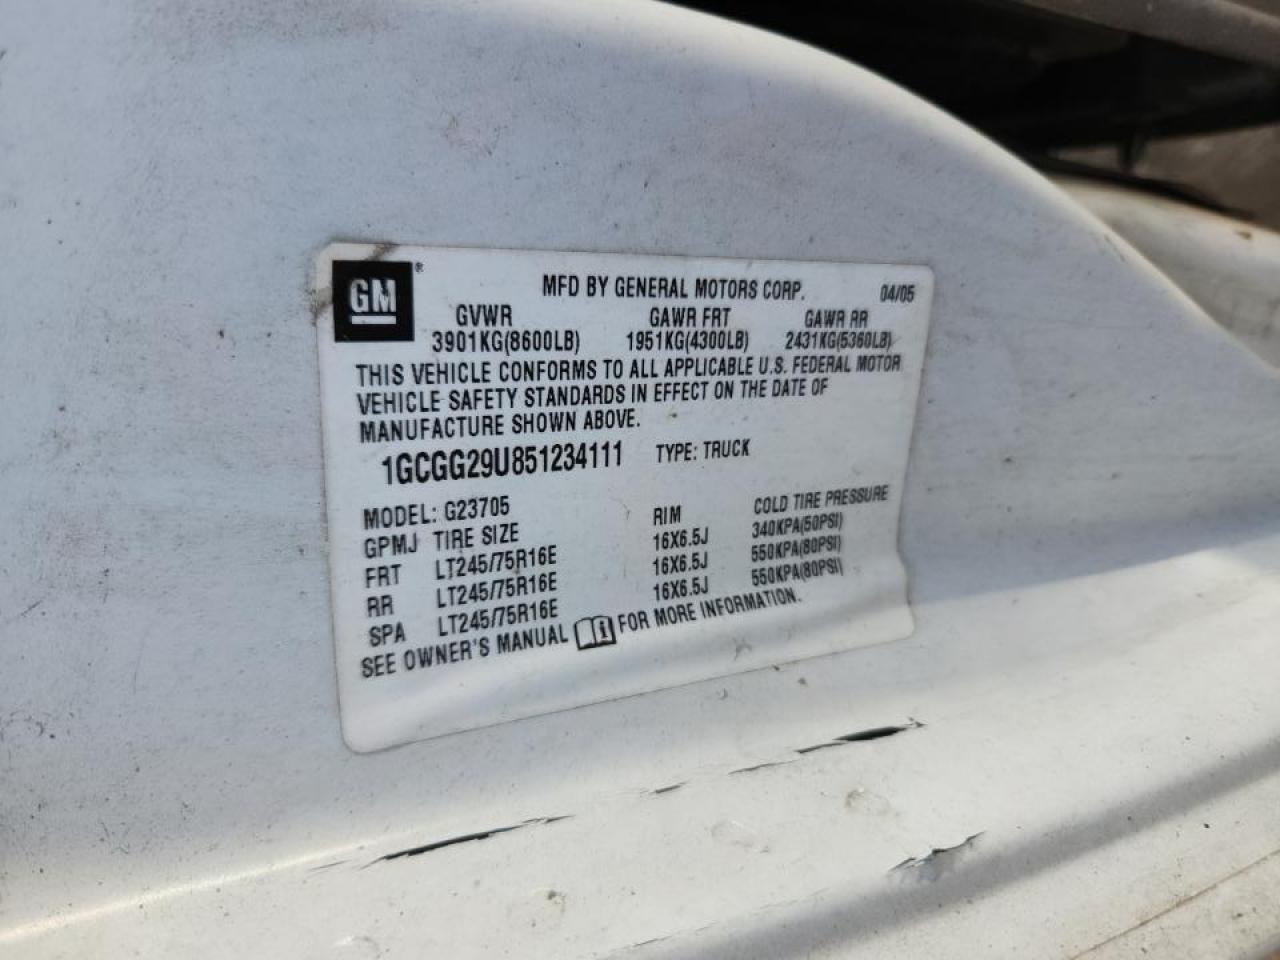 GM ®
MFD BY GENERAL MOTORS CORP. 04/05
GVWR GAWR FRT GAWR RR
3901KG(8600LB) 1951KG(4300LB) 2431KG(5360LB)
THIS VEHICLE CONFORMS TO ALL APPLICABLE U.S. FEDERAL MOTOR
VEHICLE SAFETY STANDARDS IN EFFECT ON THE DATE OF
MANUFACTURE SHOWN ABOVE.
1GCGG29U851234111 TYPE: TRUCK
MODEL: G23705
GPMJ TIRE SIZE RIM COLD TIRE PRESSURE
FRT LT245/75R16E 16X6.5J 340KPA(50PSI)
RR LT245/75R16E 16X6.5J 550KPA(80PSI)
SPA LT245/75R16E 16X6.5J 550KPA(80PSI)
SEE OWNER'S MANUAL i FOR MORE INFORMATION.